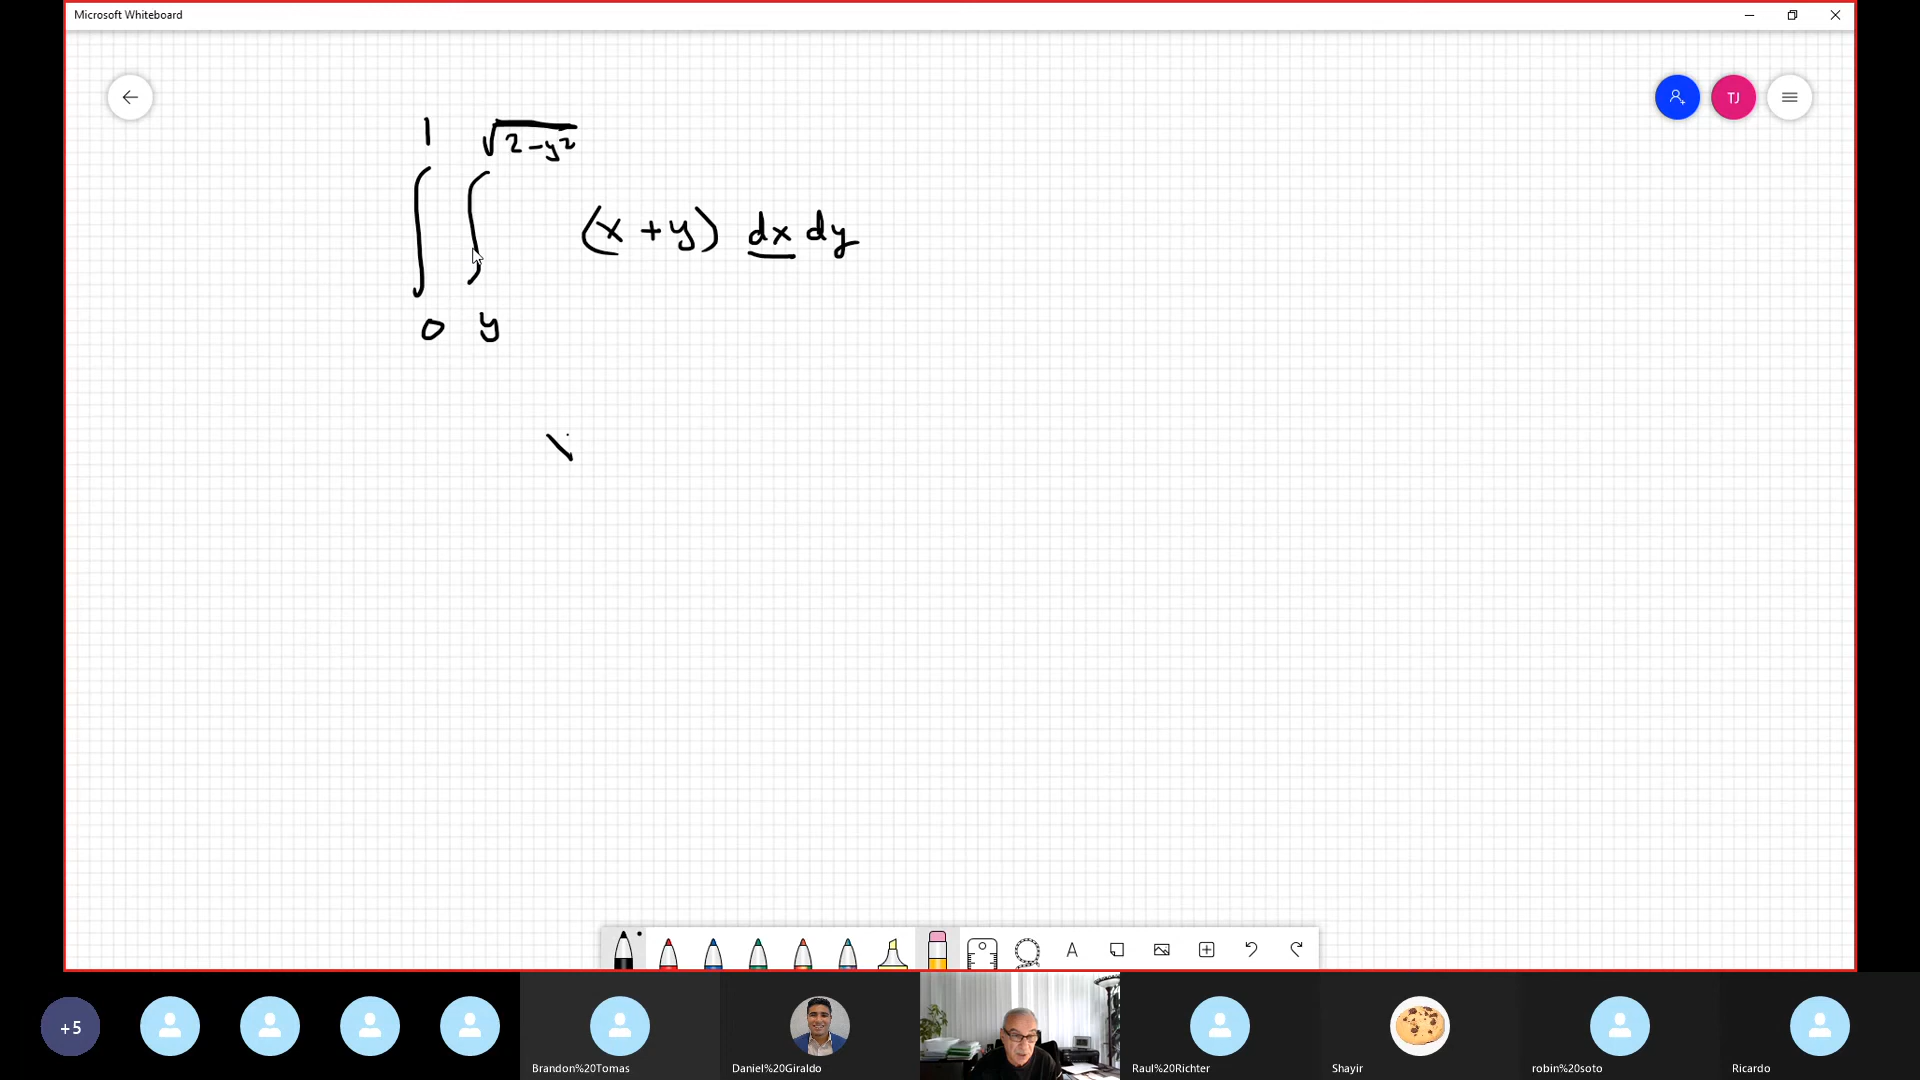 Microsoft Whiteboard
TJ
1 √2-y²
∫ ∫ (x + y) dx dy
0 y
A
+5
Brandon%20Tomas
Daniel%20Giraldo
Raul%20Richter
Shayir
robin%20soto
Ricardo